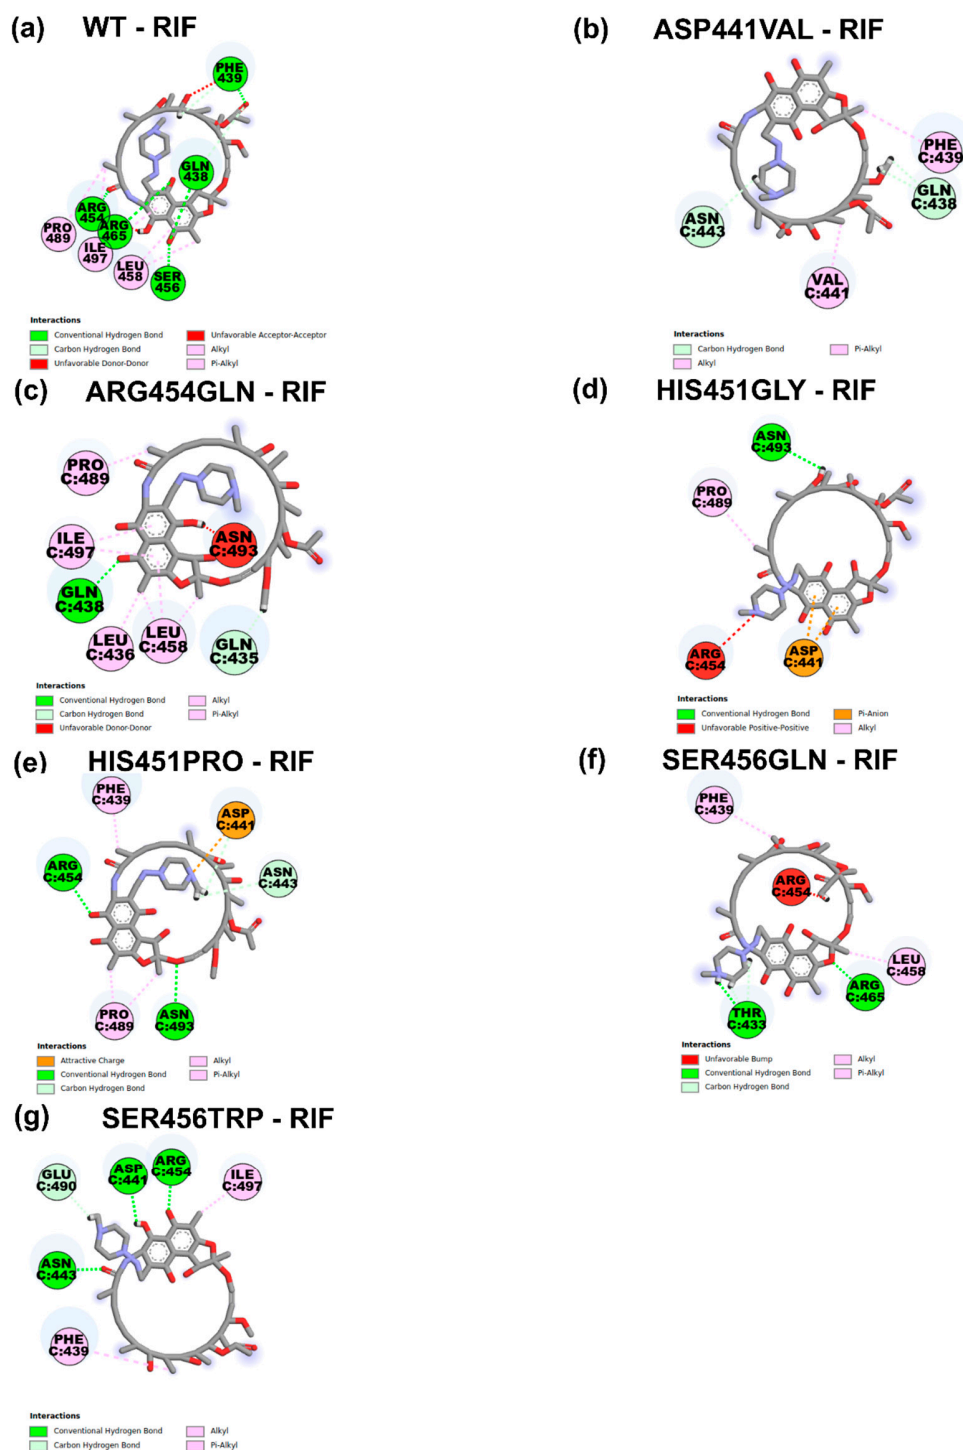 (a) WT - RIF
PHE
439
GLN
438
ARG
454
ARG
465
PRO
489
ILE
497
LEU
458
SER
456
Interactions
Conventional Hydrogen Bond
Carbon Hydrogen Bond
Unfavorable Donor-Donor
Unfavorable Acceptor-Acceptor
Alkyl
Pi-Alkyl
(b) ASP441VAL - RIF
PHE
C:439
GLN
C:438
ASN
C:443
VAL
C:441
Interactions
Carbon Hydrogen Bond
Alkyl
Pi-Alkyl
(c) ARG454GLN - RIF
PRO
C:489
ILE
C:497
ASN
C:493
GLN
C:438
LEU
C:436
LEU
C:458
GLN
C:435
Interactions
Conventional Hydrogen Bond
Carbon Hydrogen Bond
Unfavorable Donor-Donor
Alkyl
Pi-Alkyl
(d) HIS451GLY - RIF
ASN
C:493
PRO
C:489
ARG
C:454
ASP
C:441
Interactions
Conventional Hydrogen Bond
Unfavorable Positive-Positive
Pi-Anion
Alkyl
(e) HIS451PRO - RIF
PHE
C:439
ASP
C:441
ARG
C:454
ASN
C:443
PRO
C:489
ASN
C:493
Interactions
Attractive Charge
Conventional Hydrogen Bond
Carbon Hydrogen Bond
Alkyl
Pi-Alkyl
(f) SER456GLN - RIF
PHE
C:439
ARG
C:454
LEU
C:458
ARG
C:465
THR
C:433
Interactions
Unfavorable Bump
Conventional Hydrogen Bond
Carbon Hydrogen Bond
Alkyl
Pi-Alkyl
(g) SER456TRP - RIF
GLU
C:490
ASP
C:441
ARG
C:454
ILE
C:497
ASN
C:443
PHE
C:439
Interactions
Conventional Hydrogen Bond
Carbon Hydrogen Bond
Alkyl
Pi-Alkyl